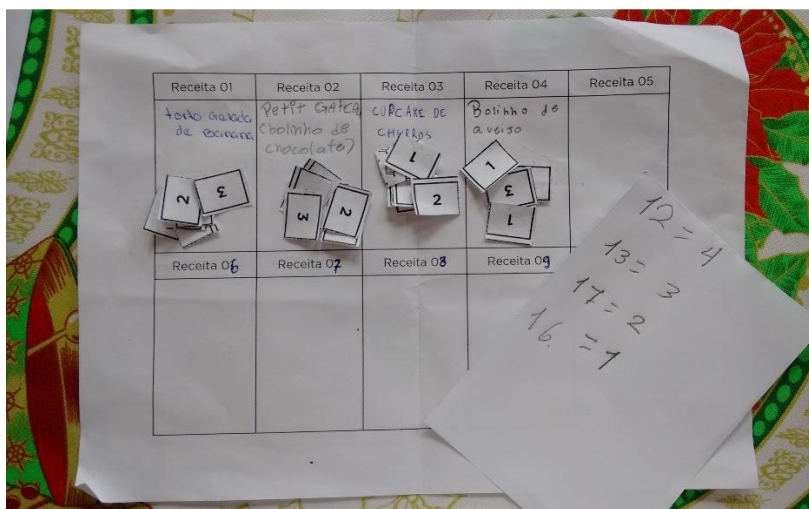 Receita 01 Receita 02 Receita 03 Receita 04 Receita 05
torta Gelada
de Banana
Petit Gateau
(bolinho de
chocolate)
CUPCAKE DE
CHURROS
Bolinho de
aveiso
2 3
3 2
1
2
1
3
1
Receita 06 Receita 07 Receita 08 Receita 09
12 = 4
13 = 3
17 = 2
16. = 1